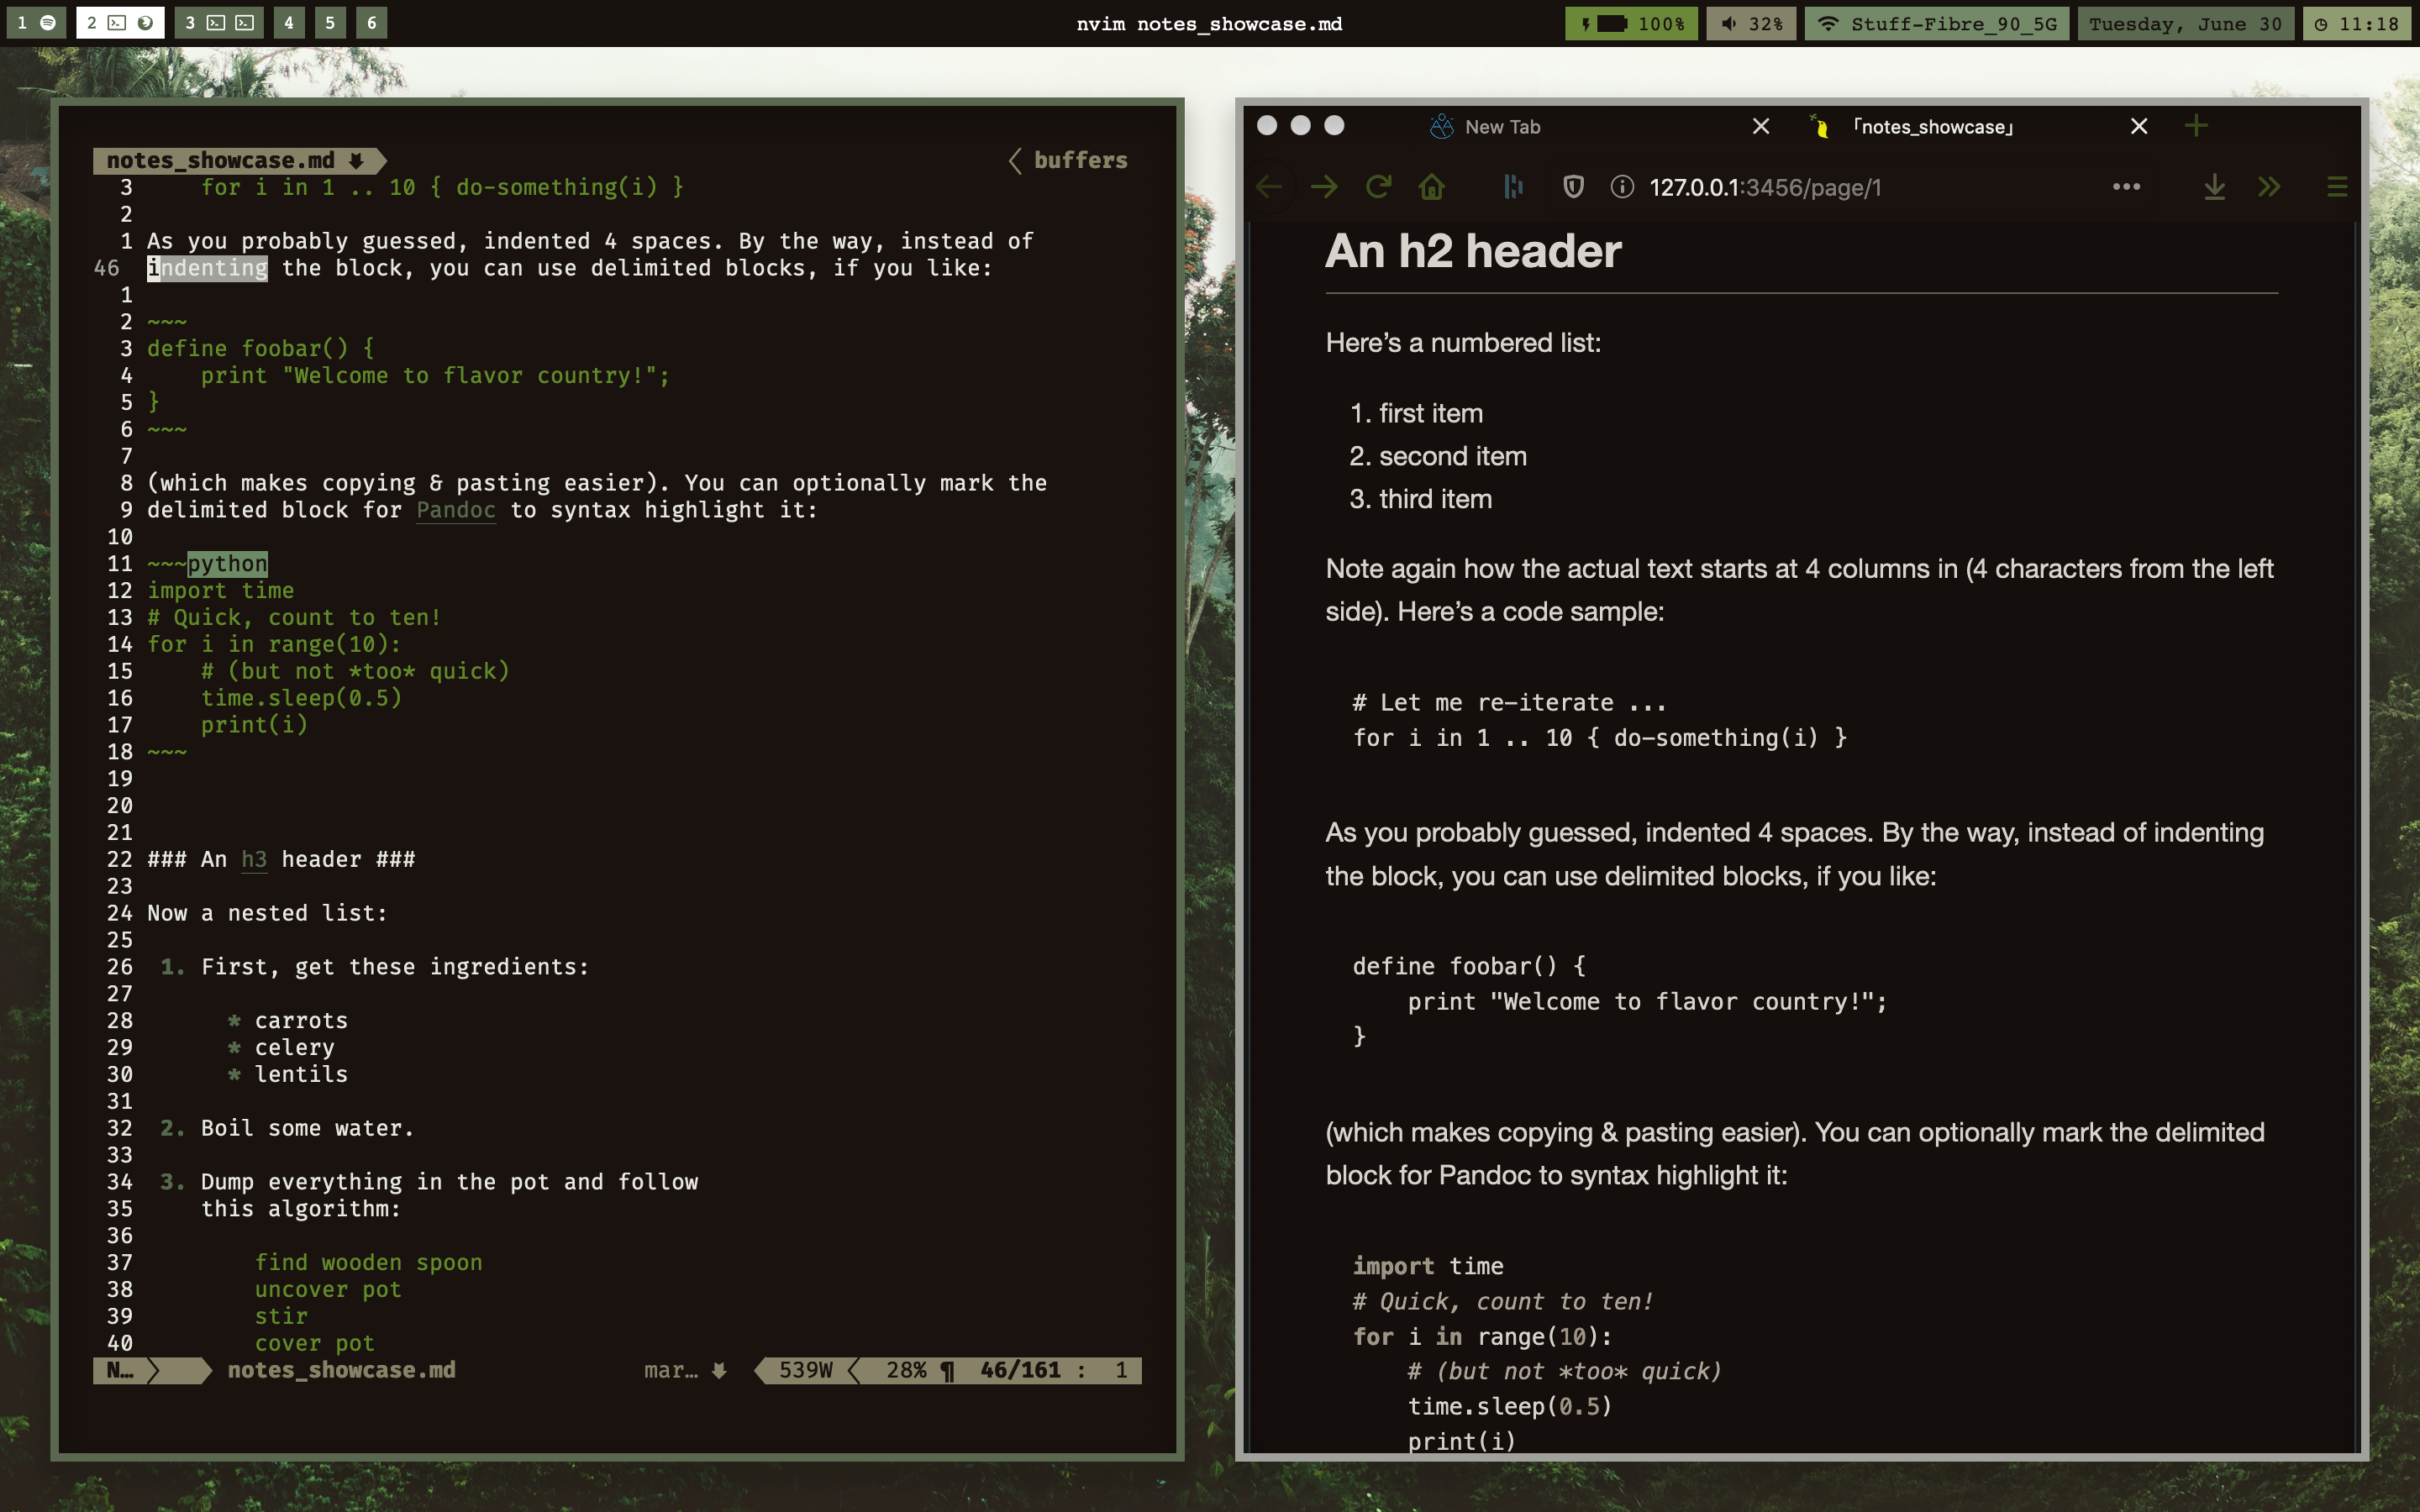 1
2
3
4
5
6
nvim notes_showcase.md
100%
32%
Stuff-Fibre_90_5G
Tuesday, June 30
11:18
notes_showcase.md
buffers
3     for i in 1 .. 10 { do-something(i) }
2
1 As you probably guessed, indented 4 spaces. By the way, instead of
46 indenting the block, you can use delimited blocks, if you like:
1
2 ~~~
3 define foobar() {
4     print "Welcome to flavor country!";
5 }
6 ~~~
7
8 (which makes copying & pasting easier). You can optionally mark the
9 delimited block for Pandoc to syntax highlight it:
10
11 ~~~python
12 import time
13 # Quick, count to ten!
14 for i in range(10):
15     # (but not *too* quick)
16     time.sleep(0.5)
17     print(i)
18 ~~~
19
20
21
22 ### An h3 header ###
23
24 Now a nested list:
25
26  1. First, get these ingredients:
27
28       * carrots
29       * celery
30       * lentils
31
32  2. Boil some water.
33
34  3. Dump everything in the pot and follow
35     this algorithm:
36
37         find wooden spoon
38         uncover pot
39         stir
40         cover pot
N… notes_showcase.md mar… 539W 28% ¶ 46/161 : 1
New Tab
「notes_showcase」
127.0.0.1:3456/page/1
An h2 header
Here’s a numbered list:
1. first item
2. second item
3. third item
Note again how the actual text starts at 4 columns in (4 characters from the left
side). Here’s a code sample:
# Let me re-iterate ...
for i in 1 .. 10 { do-something(i) }
As you probably guessed, indented 4 spaces. By the way, instead of indenting
the block, you can use delimited blocks, if you like:
define foobar() {
    print "Welcome to flavor country!";
}
(which makes copying & pasting easier). You can optionally mark the delimited
block for Pandoc to syntax highlight it:
import time
# Quick, count to ten!
for i in range(10):
    # (but not *too* quick)
    time.sleep(0.5)
    print(i)